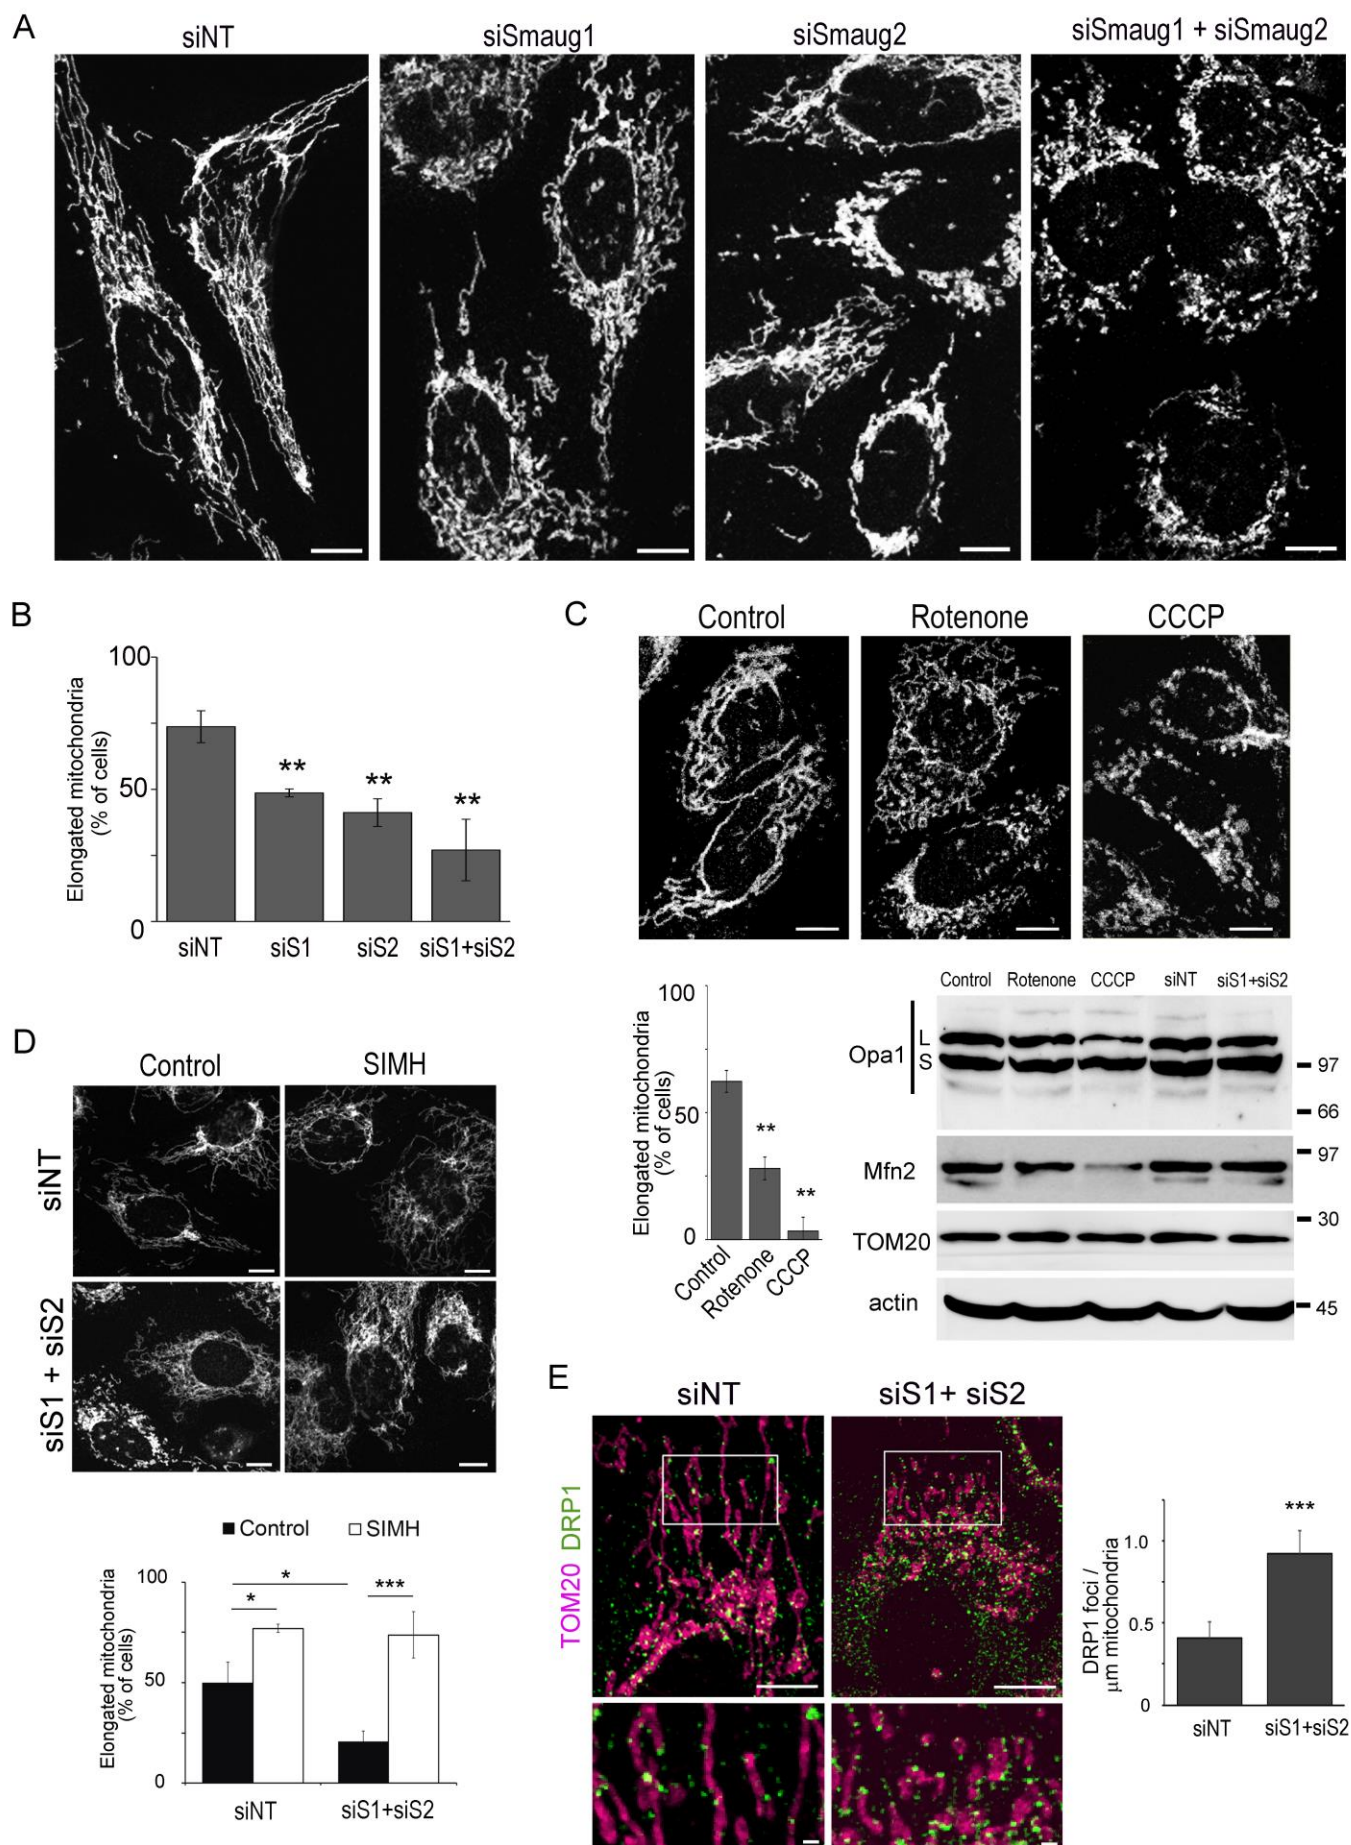 A
siNT
siSmaug1
siSmaug2
siSmaug1 + siSmaug2
B
Elongated mitochondria
(% of cells)
100
50
0
**
**
**
siNT
siS1
siS2
siS1+siS2
C
Control
Rotenone
CCCP
Elongated mitochondria
(% of cells)
100
50
0
**
**
Control
Rotenone
CCCP
Control
Rotenone
CCCP
siNT
siS1+siS2
Opa1
L
S
97
66
Mfn2
97
TOM20
30
actin
45
D
Control
SIMH
siNT
siS1 + siS2
Control
SIMH
Elongated mitochondria
(% of cells)
100
50
0
*
*
***
siNT
siS1+siS2
E
siNT
siS1+ siS2
TOM20 DRP1
DRP1 foci /
µm mitochondria
1.0
0.5
0
***
siNT
siS1+siS2